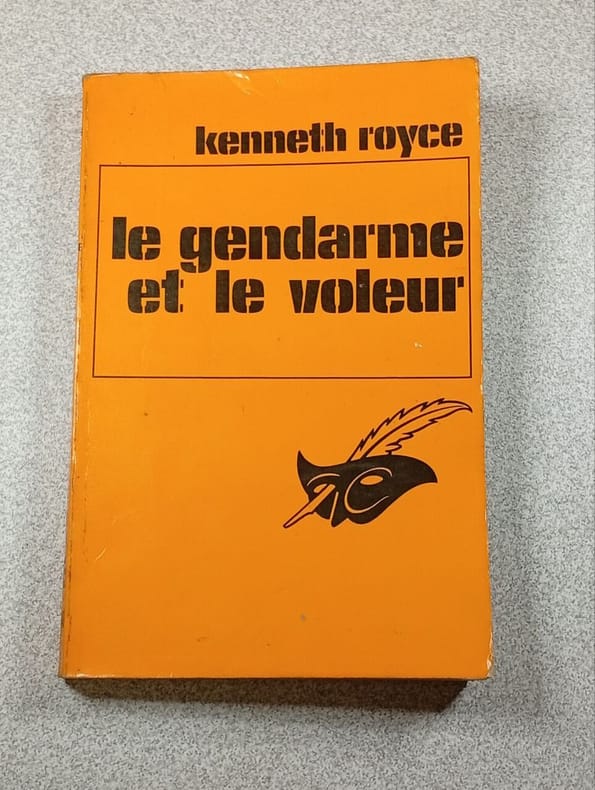 kenneth royce
le gendarme
et le voleur